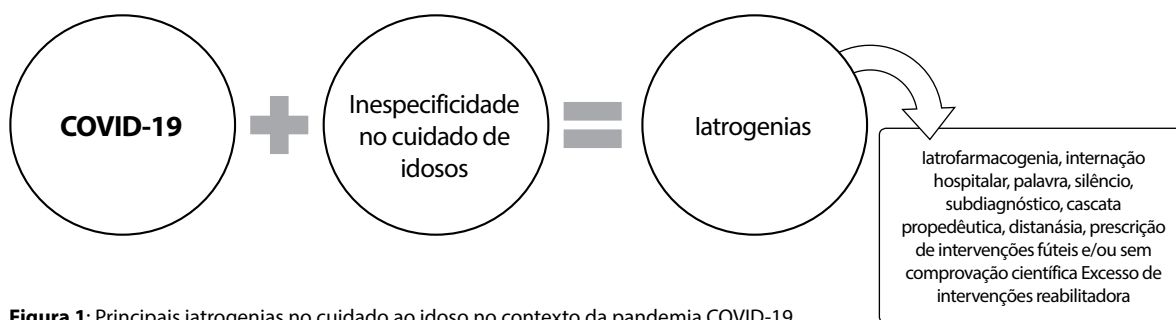 COVID-19
Inespecificidade
no cuidado de
idosos
Iatrogenias
Iatrofarmacogenia, internação
hospitalar, palavra, silêncio,
subdiagnóstico, cascata
propedêutica, distanásia, prescrição
de intervenções fúteis e/ou sem
comprovação científica Excesso de
intervenções reabilitadora
Figura 1: Principais iatrogenias no cuidado ao idoso no contexto da pandemia COVID-19